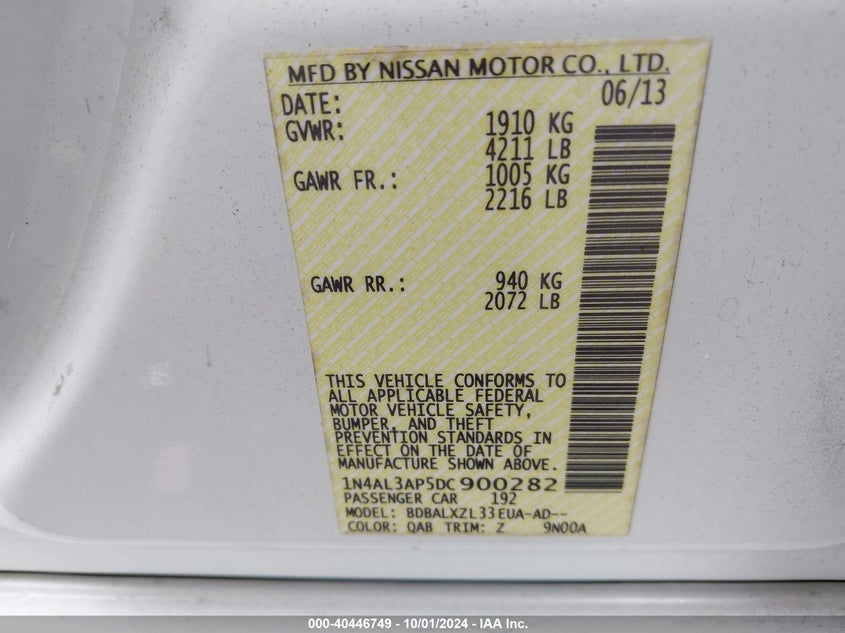 MFD BY NISSAN MOTOR CO., LTD.
DATE: 06/13
GVWR: 1910 KG
4211 LB
GAWR FR.: 1005 KG
2216 LB
GAWR RR.: 940 KG
2072 LB
THIS VEHICLE CONFORMS TO
ALL APPLICABLE FEDERAL
MOTOR VEHICLE SAFETY,
BUMPER, AND THEFT
PREVENTION STANDARDS IN
EFFECT ON THE DATE OF
MANUFACTURE SHOWN ABOVE.
1N4AL3AP5DC900282
PASSENGER CAR 192
MODEL: BDBALXZL33EUA-AD--
COLOR: QAB TRIM: Z 9N00A
000-40446749 - 10/01/2024 - IAA Inc.